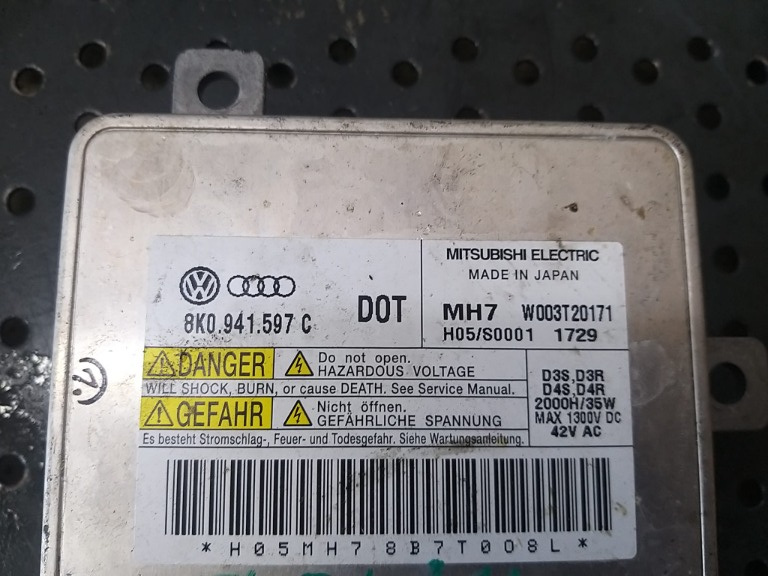 8K0.941.597 C
DOT
MITSUBISHI ELECTRIC
MADE IN JAPAN
MH7 W003T20171
H05/S0001 1729
DANGER
Do not open.
HAZARDOUS VOLTAGE
WILL SHOCK, BURN, or cause DEATH. See Service Manual.
GEFAHR
Nicht öffnen.
GEFÄHRLICHE SPANNUNG
Es besteht Stromschlag-, Feuer- und Todesgefahr. Siehe Wartungsanleitung.
D3S,D3R
D4S,D4R
2000H/35W
MAX 1300V DC
42V AC
*H05MH78B7T008L*